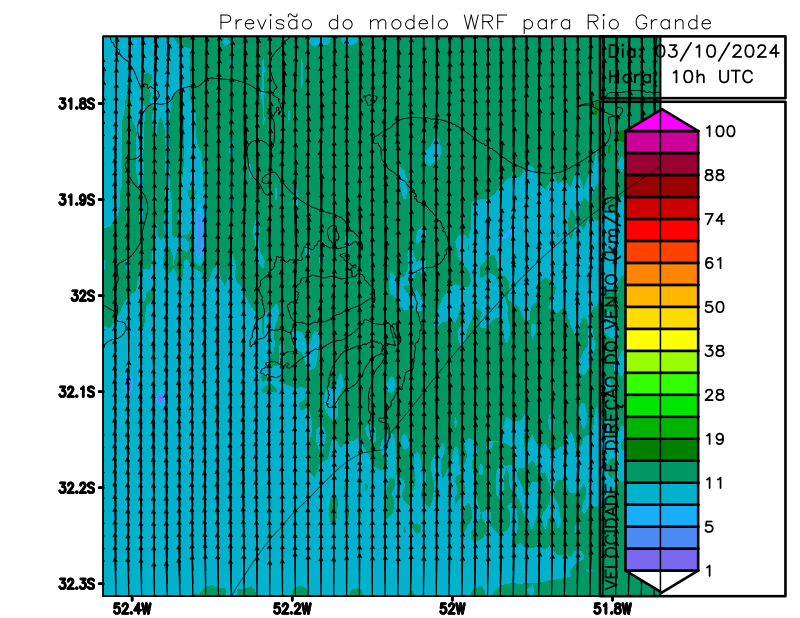 Previsão do modelo WRF para Rio Grande
Dia: 03/10/2024
Hora: 10h UTC
31.8S
31.9S
32S
32.1S
32.2S
32.3S
52.4W
52.2W
52W
51.8W
VELOCIDADE E DIREÇÃO DO VENTO (km/h)
100
88
74
61
50
38
28
19
11
5
1